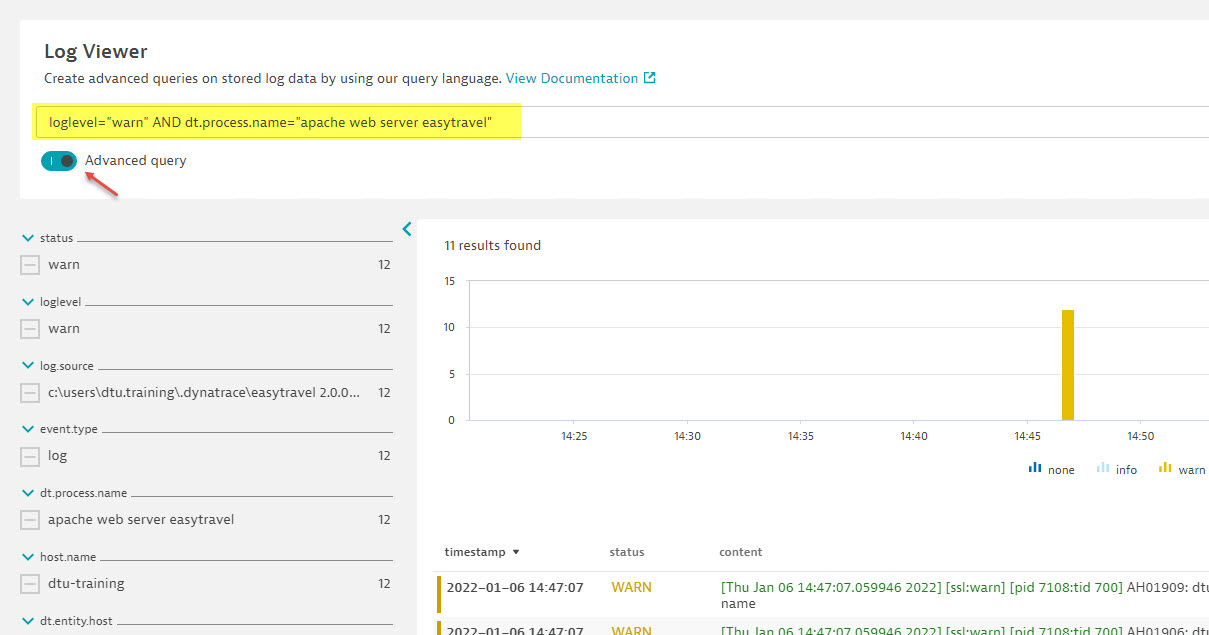 Log Viewer
Create advanced queries on stored log data by using our query language. View Documentation
loglevel="warn" AND dt.process.name="apache web server easytravel"
Advanced query
status
warn 12
loglevel
warn 12
log.source
c:\users\dtu.training\.dynatrace\easytravel 2.0.0... 12
event.type
log 12
dt.process.name
apache web server easytravel 12
host.name
dtu-training 12
dt.entity.host
11 results found
15
10
5
0
14:25 14:30 14:35 14:40 14:45 14:50
none info warn
timestamp status content
2022-01-06 14:47:07 WARN [Thu Jan 06 14:47:07.059946 2022] [ssl:warn] [pid 7108:tid 700] AH01909: dtu
name
2022-01-06 14:47:07 WARN [Thu Jan 06 14:47:07.059946 2022] [ssl:warn] [pid 7108:tid 700] AH01906: dtu